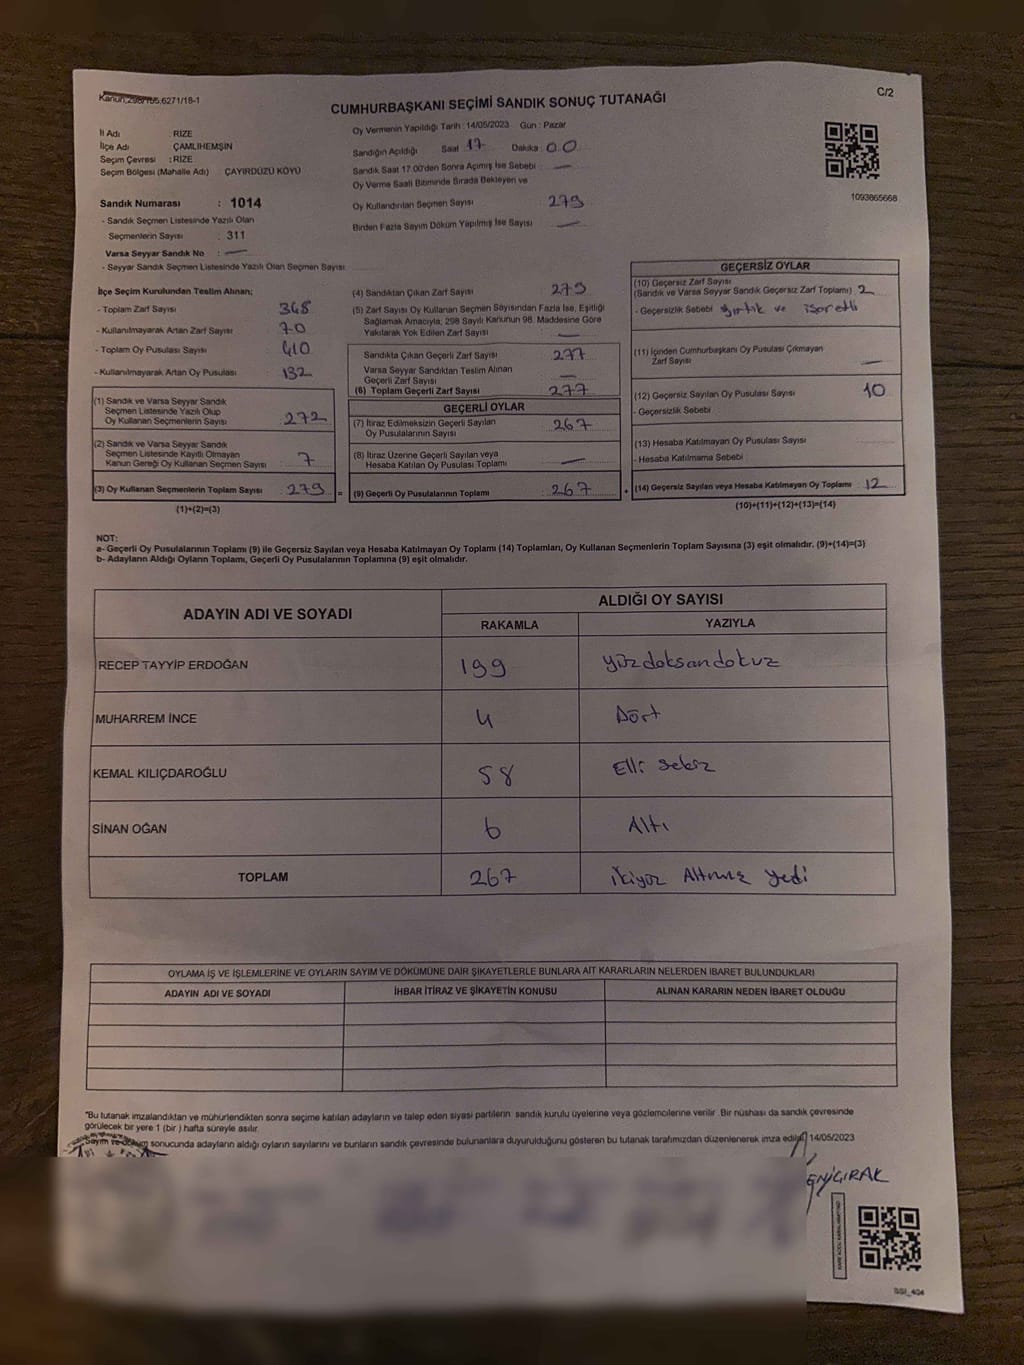 Kanun;298/105,6271/18-1
C/2
CUMHURBAŞKANI SEÇİMİ SANDIK SONUÇ TUTANAĞI
İl Adı : RİZE
İlçe Adı : ÇAMLIHEMŞİN
Seçim Çevresi : RİZE
Seçim Bölgesi (Mahalle Adı) : ÇAYIRDÜZÜ KÖYÜ
Sandık Numarası : 1014
- Sandık Seçmen Listesinde Yazılı Olan
Seçmenlerin Sayısı : 311
Varsa Seyyar Sandık No : —
- Seyyar Sandık Seçmen Listesinde Yazılı Olan Seçmen Sayısı
Oy Vermenin Yapıldığı Tarih : 14/05/2023 Gün : Pazar
Sandığın Açıldığı Saat 17 Dakika : 00
Sandık Saat 17.00'den Sonra Açımış İse Sebebi —
Oy Verme Saati Bitiminde Sırada Bekleyen ve
Oy Kullandırılan Seçmen Sayısı 279
Birden Fazla Sayım Döküm Yapılmış İse Sayısı —
1093865668
İlçe Seçim Kurulundan Teslim Alınan;
- Toplam Zarf Sayısı : 348
- Kullanılmayarak Artan Zarf Sayısı : 70
- Toplam Oy Pusulası Sayısı : 410
- Kullanılmayarak Artan Oy Pusulası : 132
(1) Sandık ve Varsa Seyyar Sandık
Seçmen Listesinde Yazılı Olup
Oy Kullanan Seçmenlerin Sayısı : 272
(2) Sandık ve Varsa Seyyar Sandık
Seçmen Listesinde Kayıtlı Olmayan
Kanun Gereği Oy Kullanan Seçmen Sayısı : 7
(3) Oy Kullanan Seçmenlerin Toplam Sayısı : 279 =
(1)+(2)=(3)
(4) Sandıktan Çıkan Zarf Sayısı : 279
(5) Zarf Sayısı Oy Kullanan Seçmen Sayısından Fazla İse, Eşitliği
Sağlamak Amacıyla; 298 Sayılı Kanunun 98. Maddesine Göre
Yakılarak Yok Edilen Zarf Sayısı : —
Sandıkta Çıkan Geçerli Zarf Sayısı : 277
Varsa Seyyar Sandıktan Teslim Alınan
Geçerli Zarf Sayısı : —
(6) Toplam Geçerli Zarf Sayısı : 277
GEÇERLİ OYLAR
(7) İtiraz Edilmeksizin Geçerli Sayılan
Oy Pusulalarının Sayısı : 267
(8) İtiraz Üzerine Geçerli Sayılan veya
Hesaba Katılan Oy Pusulası Toplamı : —
(9) Geçerli Oy Pusulalarının Toplamı : 267 +
GEÇERSİZ OYLAR
(10) Geçersiz Zarf Sayısı
(Sandık ve Varsa Seyyar Sandık Geçersiz Zarf Toplamı) : 2
- Geçersizlik Sebebi yırtık ve işaretli
(11) İçinden Cumhurbaşkanı Oy Pusulası Çıkmayan
Zarf Sayısı —
(12) Geçersiz Sayılan Oy Pusulası Sayısı : 10
- Geçersizlik Sebebi
(13) Hesaba Katılmayan Oy Pusulası Sayısı
- Hesaba Katılmama Sebebi
(14) Geçersiz Sayılan veya Hesaba Katılmayan Oy Toplamı : 12
(10)+(11)+(12)+(13)=(14)
NOT:
a- Geçerli Oy Pusulalarının Toplamı (9) ile Geçersiz Sayılan veya Hesaba Katılmayan Oy Toplamı (14) Toplamları, Oy Kullanan Seçmenlerin Toplam Sayısına (3) eşit olmalıdır. (9)+(14)=(3)
b- Adayların Aldığı Oyların Toplamı, Geçerli Oy Pusulalarının Toplamına (9) eşit olmalıdır.
ADAYIN ADI VE SOYADI ALDIĞI OY SAYISI
RAKAMLA YAZIYLA
RECEP TAYYİP ERDOĞAN 199 yüzdoksandokuz
MUHARREM İNCE 4 Dört
KEMAL KILIÇDAROĞLU 58 Elli sekiz
SİNAN OĞAN 6 Altı
TOPLAM 267 ikiyüz Altmış yedi
OYLAMA İŞ VE İŞLEMLERİNE VE OYLARIN SAYIM VE DÖKÜMÜNE DAİR ŞİKAYETLERLE BUNLARA AİT KARARLARIN NELERDEN İBARET BULUNDUKLARI
ADAYIN ADI VE SOYADI İHBAR İTİRAZ VE ŞİKAYETİN KONUSU ALINAN KARARIN NEDEN İBARET OLDUĞU
"Bu tutanak imzalandıktan ve mühürlendikten sonra seçime katılan adayların ve talep eden siyasi partilerin sandık kurulu üyelerine veya gözlemcilerine verilir. Bir nüshası da sandık çevresinde
görülecek bir yere 1 (bir) hafta süreyle asılır.
Sayım ve döküm sonucunda adayların aldığı oyların sayılarını ve bunların sandık çevresinde bulunanlara duyurulduğunu gösteren bu tutanak tarafımızdan düzenlenerek imza edildi. 14/05/2023
SSI_404